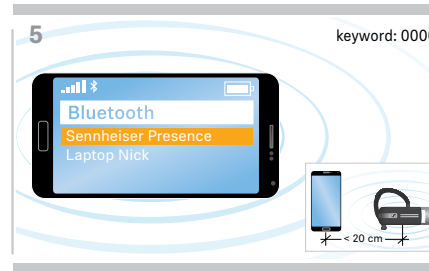 5
keyword: 0000
Bluetooth
Sennheiser Presence
Laptop Nick
< 20 cm